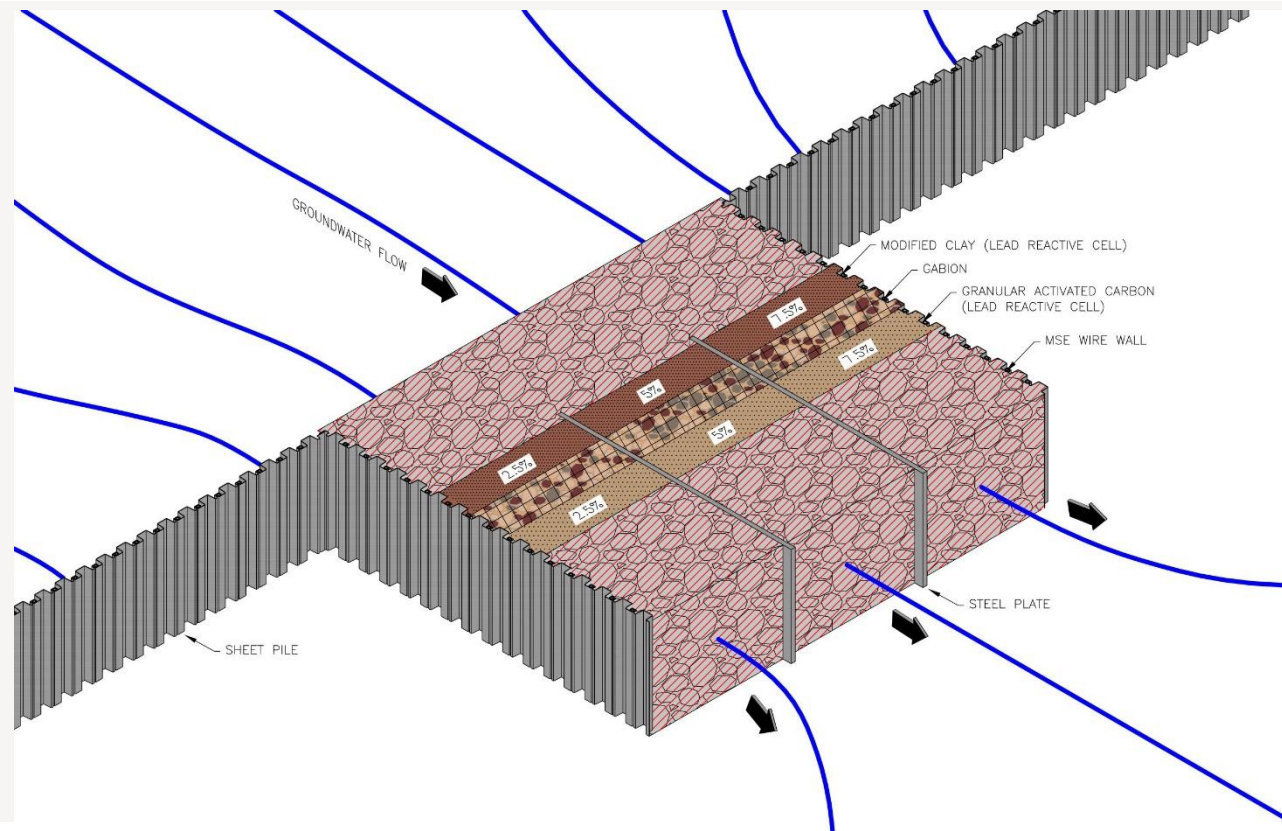 GROUNDWATER FLOW
MODIFIED CLAY (LEAD REACTIVE CELL)
GABION
GRANULAR ACTIVATED CARBON
(LEAD REACTIVE CELL)
MSE WIRE WALL
7.5%
7.5%
5%
5%
2.5%
2.5%
STEEL PLATE
SHEET PILE